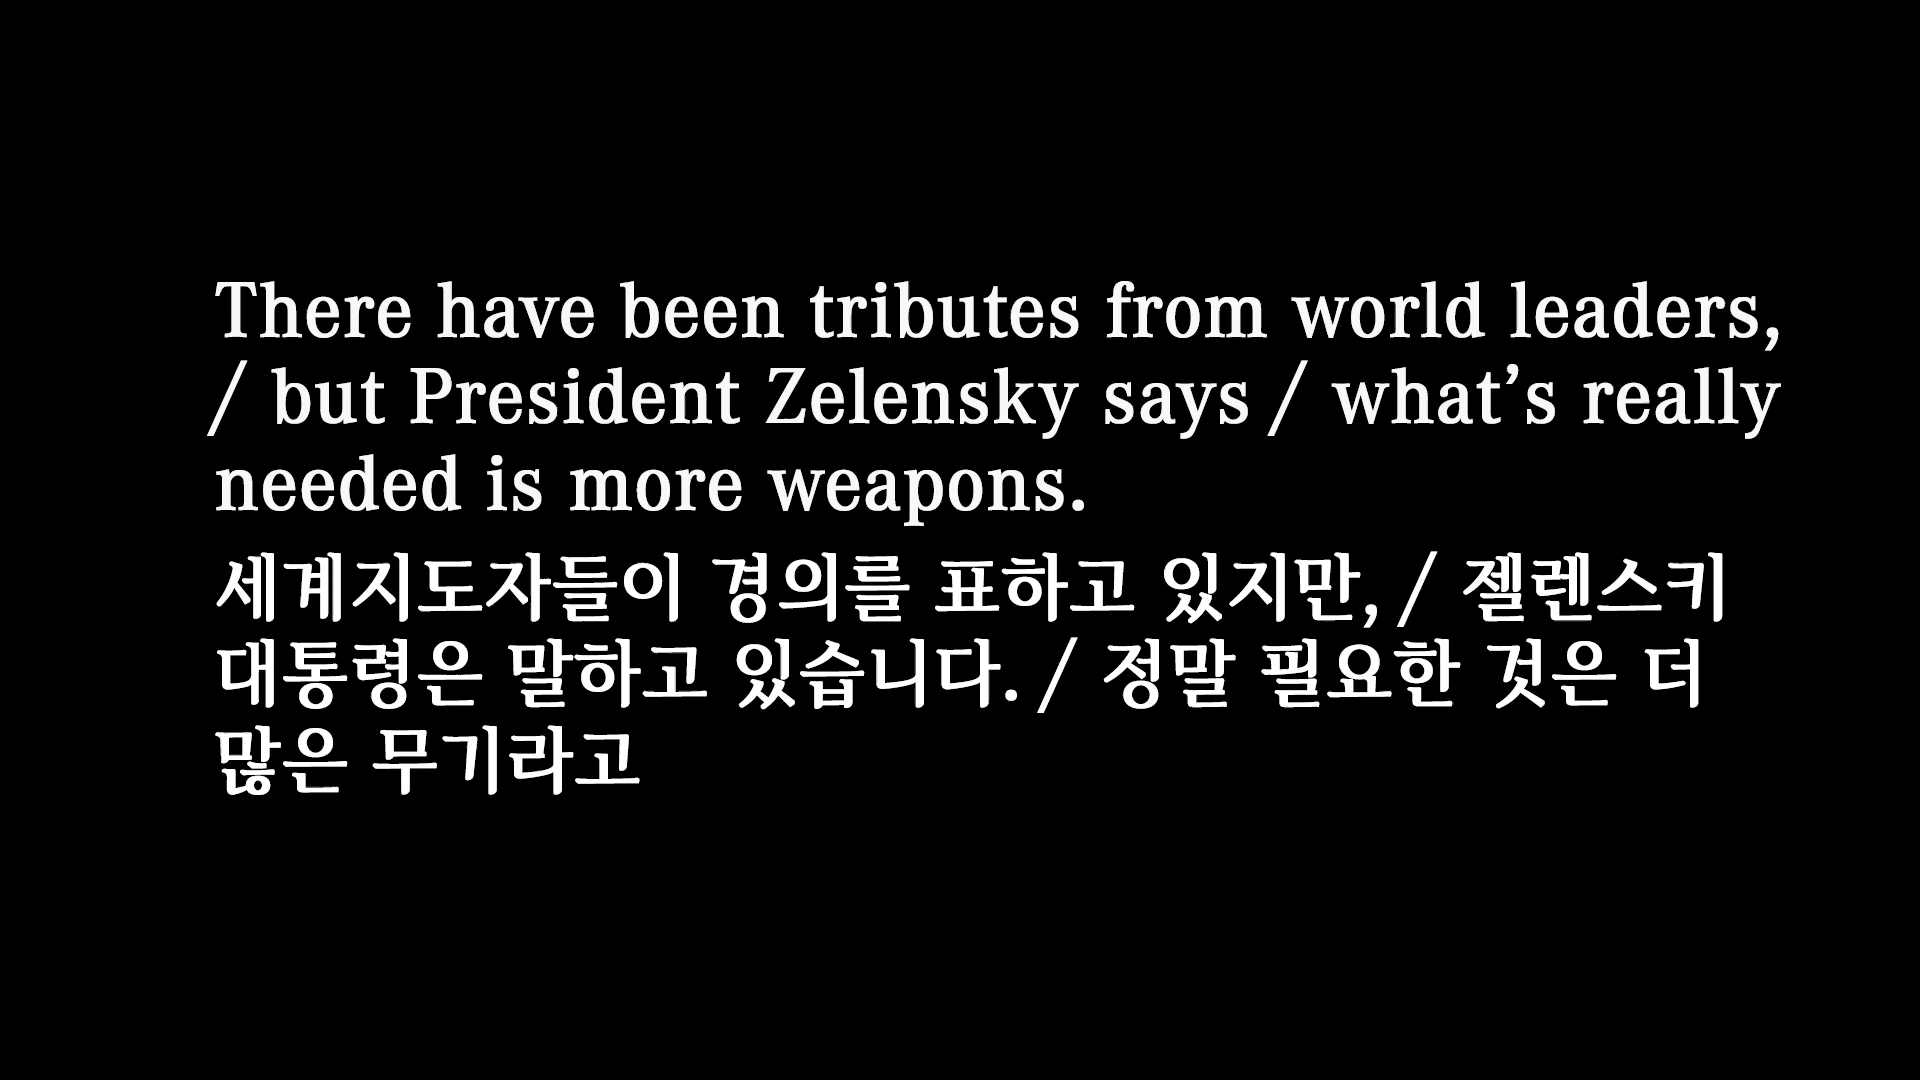 There have been tributes from world leaders,
/ but President Zelensky says / what’s really
needed is more weapons.
세계지도자들이 경의를 표하고 있지만, / 젤렌스키
대통령은 말하고 있습니다. / 정말 필요한 것은 더
많은 무기라고